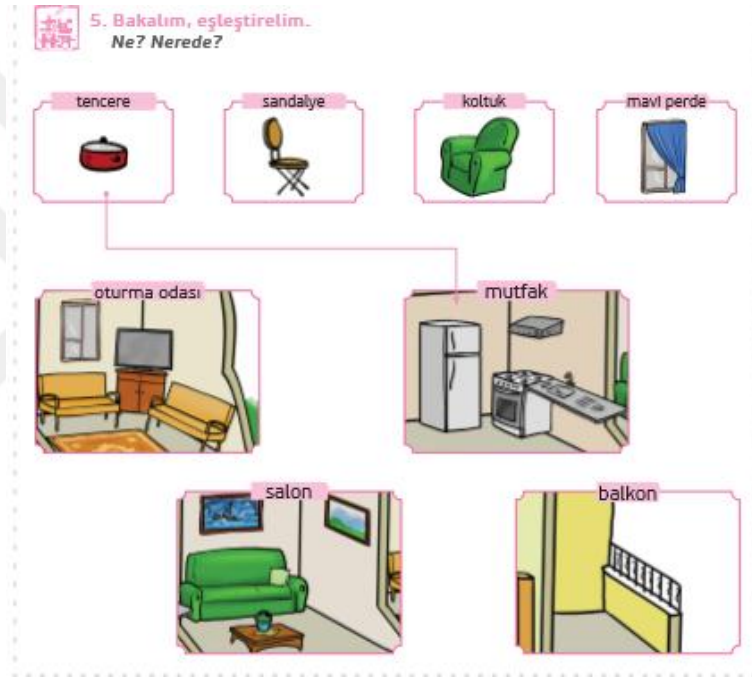 5. Bakalım, eşleştirelim.
Ne? Nerede?
tencere
sandalye
koltuk
mavi perde
oturma odası
mutfak
salon
balkon